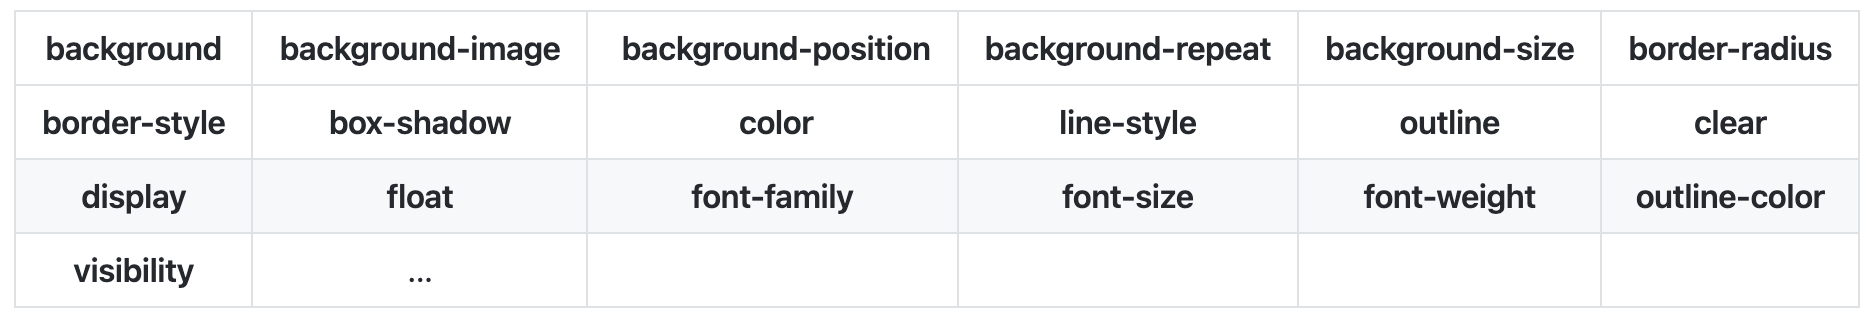 background background-image background-position background-repeat background-size border-radius
border-style box-shadow color line-style outline clear
display float font-family font-size font-weight outline-color
visibility ...